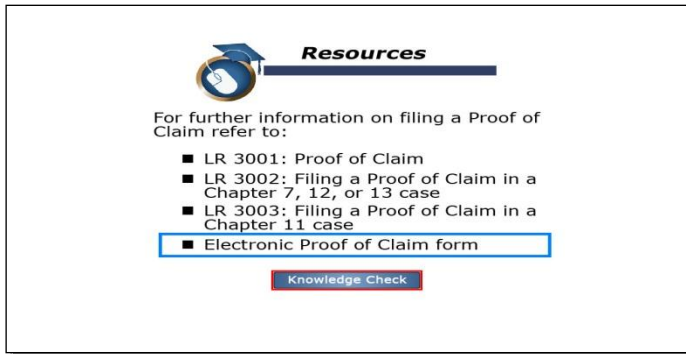 Resources
For further information on filing a Proof of
Claim refer to:
■ LR 3001: Proof of Claim
■ LR 3002: Filing a Proof of Claim in a
Chapter 7, 12, or 13 case
■ LR 3003: Filing a Proof of Claim in a
Chapter 11 case
■ Electronic Proof of Claim form
Knowledge Check